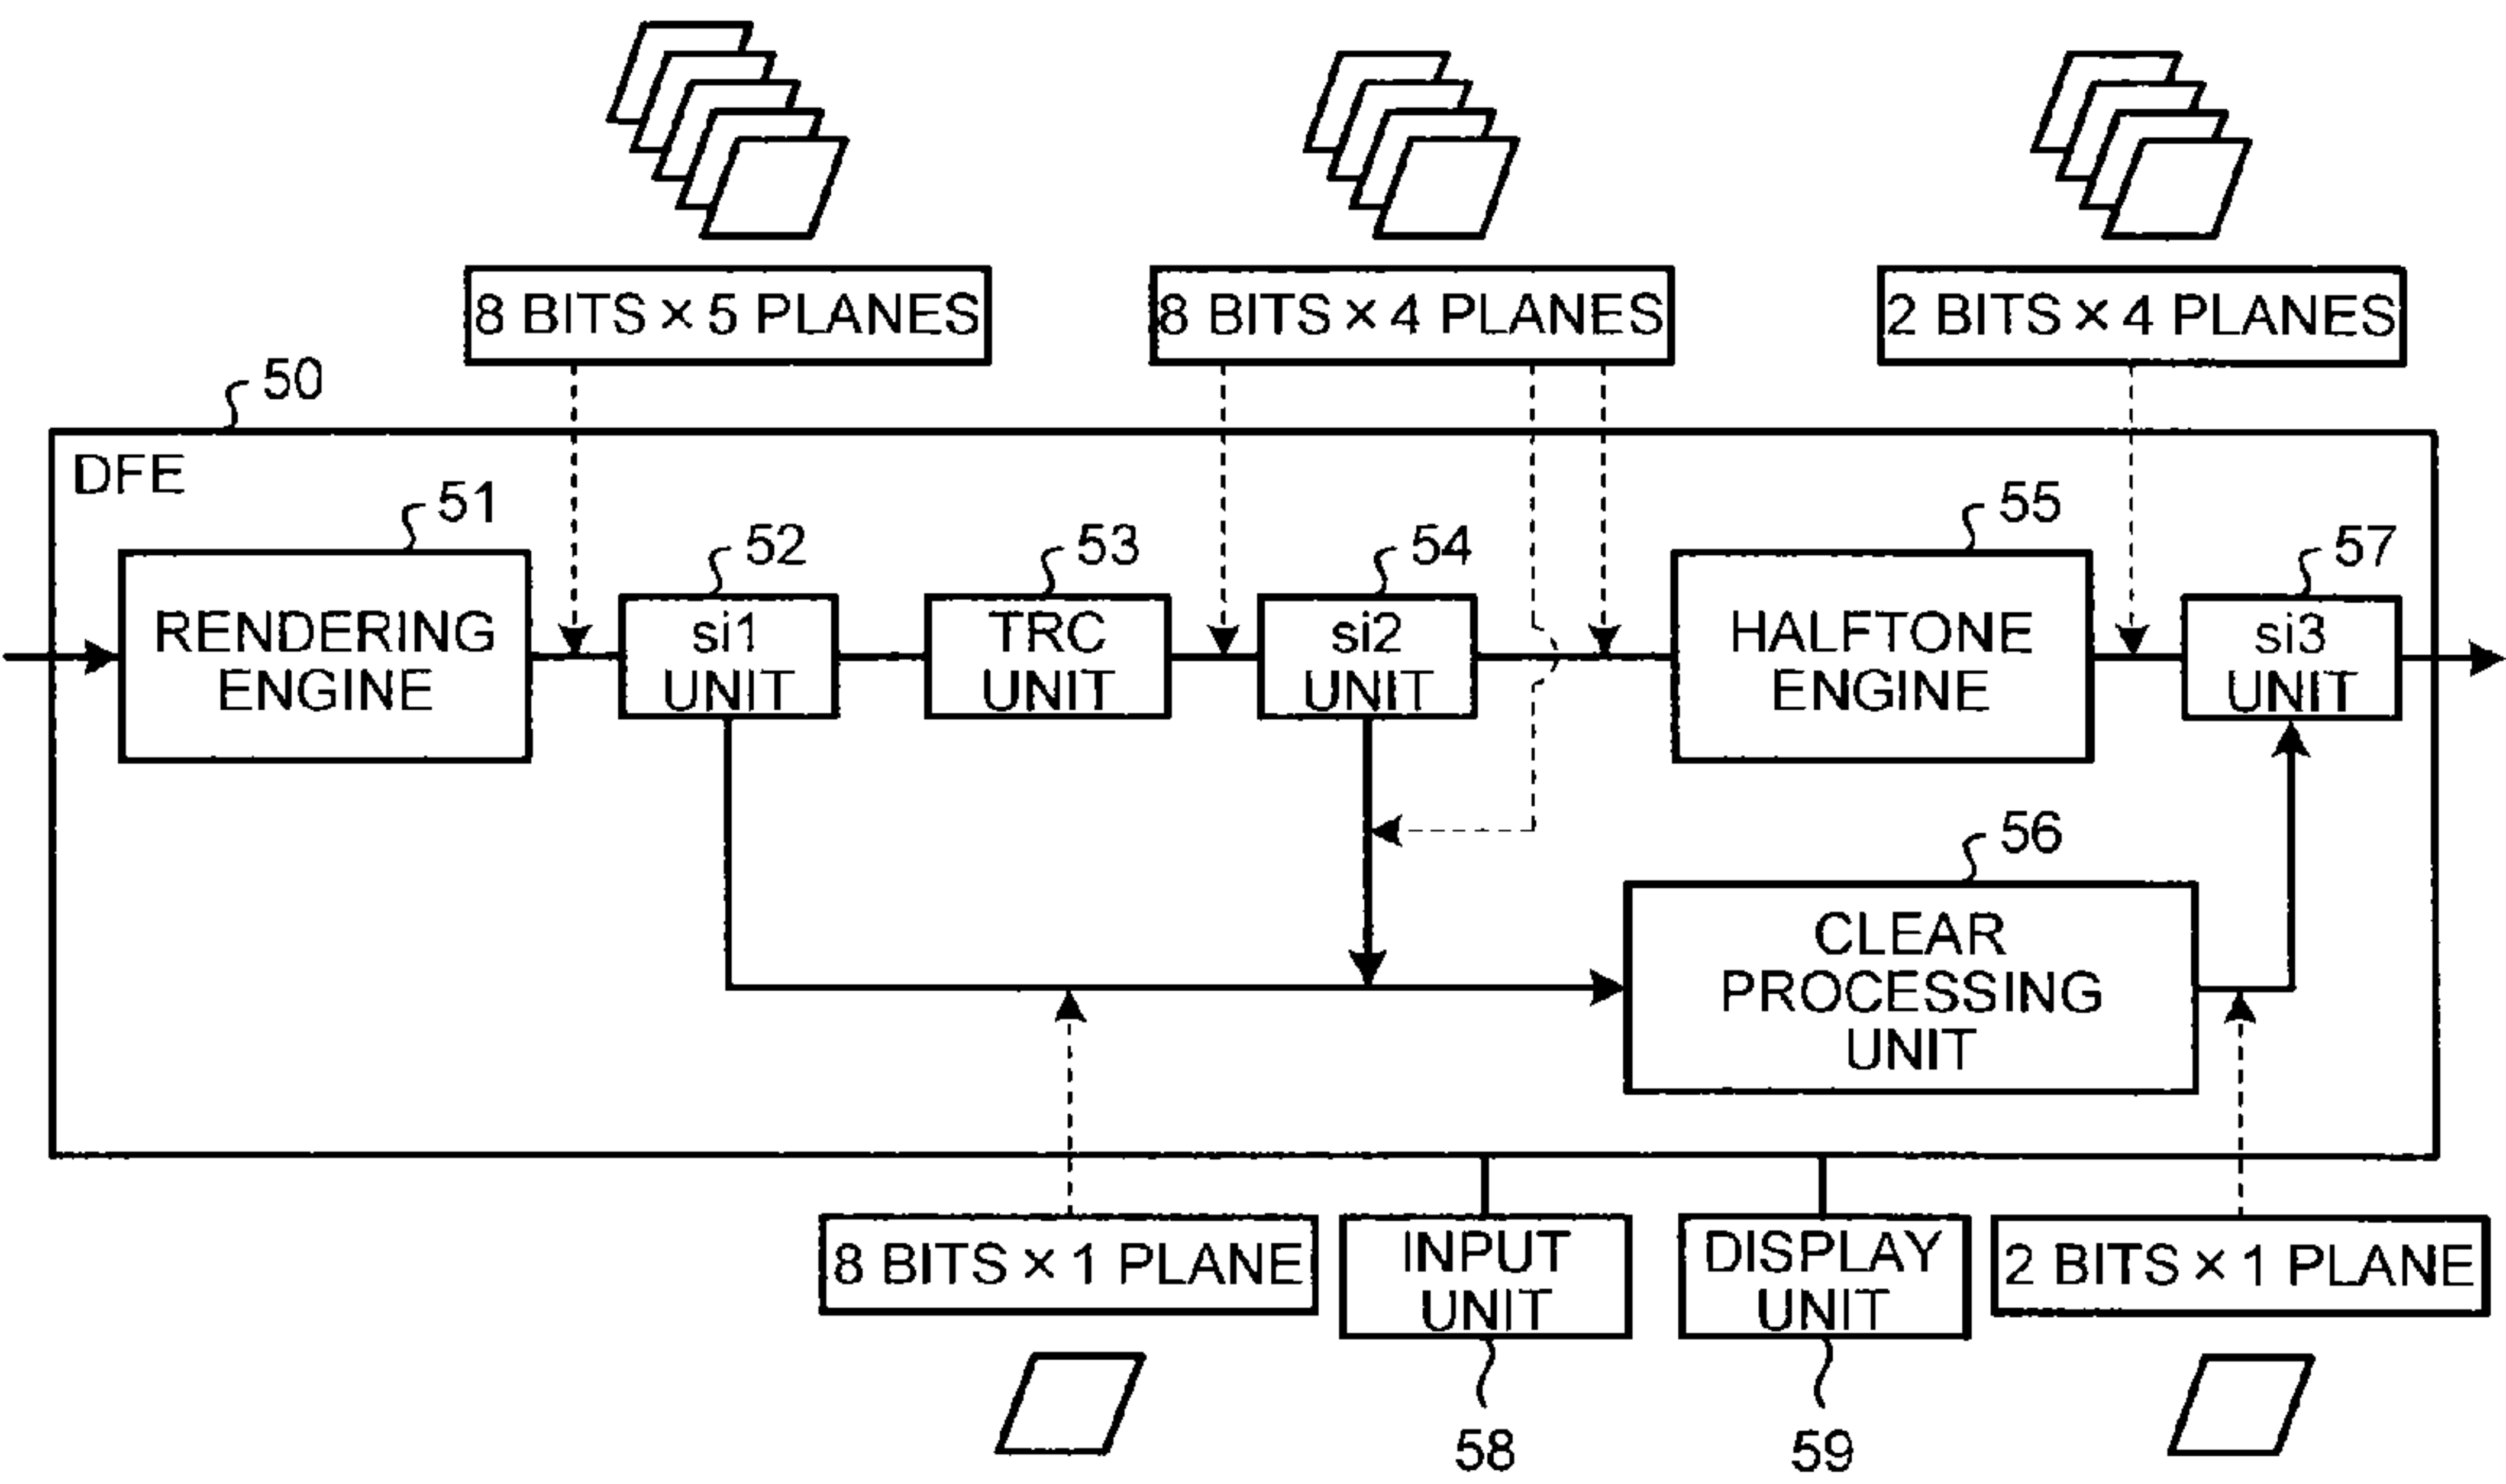 8 BITS × 5 PLANES
8 BITS × 4 PLANES
2 BITS × 4 PLANES
50
DFE
51
52
53
54
55
57
RENDERING
ENGINE
si1
UNIT
TRC
UNIT
si2
UNIT
HALFTONE
ENGINE
si3
UNIT
56
CLEAR
PROCESSING
UNIT
8 BITS × 1 PLANE
INPUT
UNIT
DISPLAY
UNIT
2 BITS × 1 PLANE
58
59